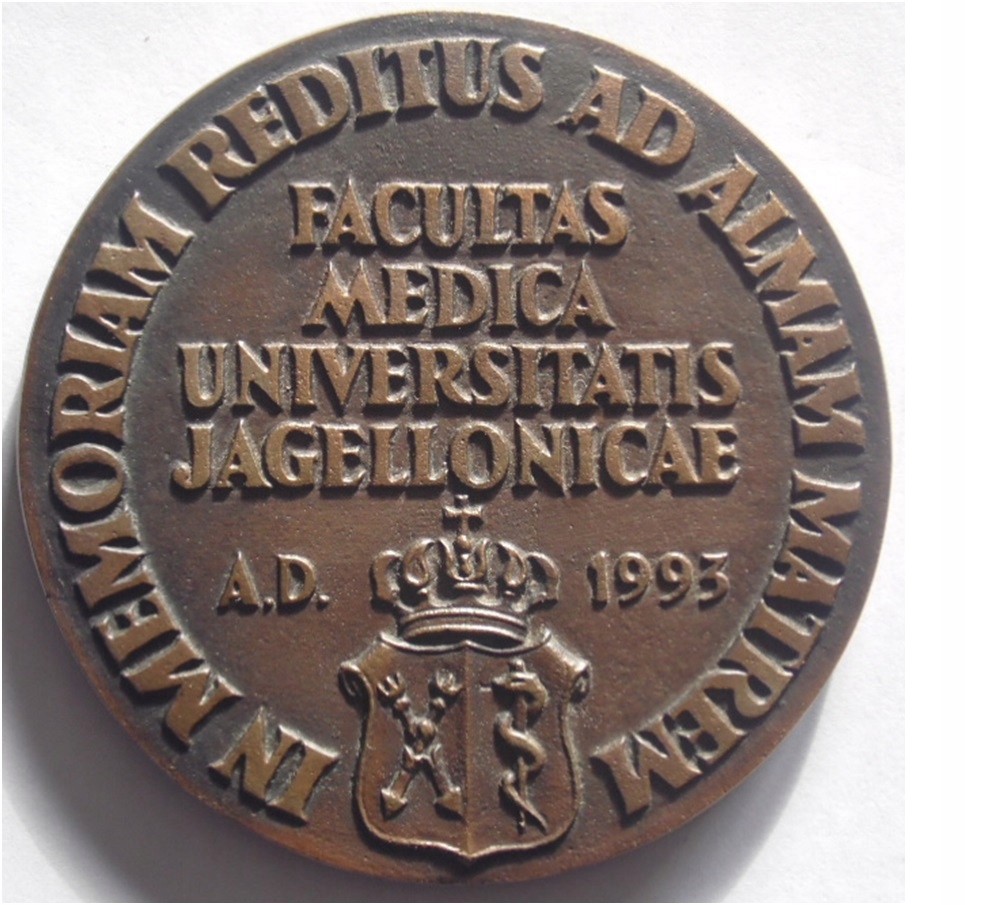 IN MEMORIAM REDITUS AD ALMAM MATREM
FACULTAS
MEDICA
UNIVERSITATIS
JAGELLONICAE
A.D. 1993